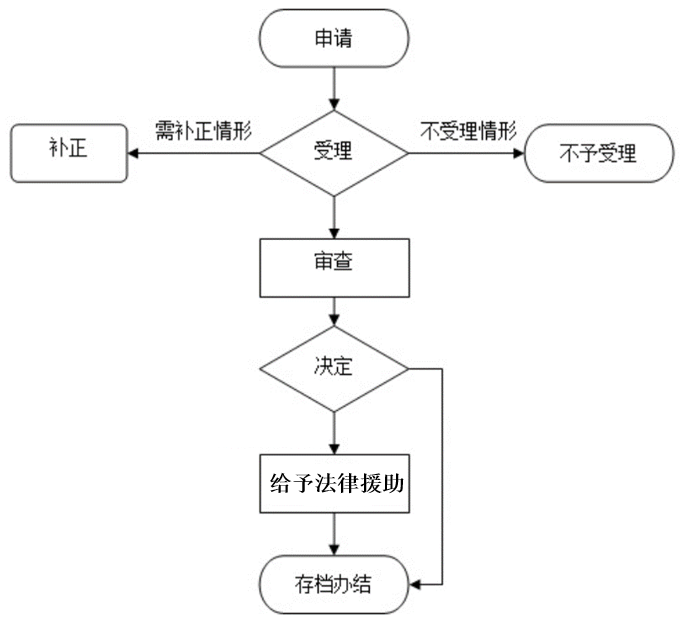 申请
需补正情形
不受理情形
补正
受理
不予受理
审查
决定
给予法律援助
存档办结